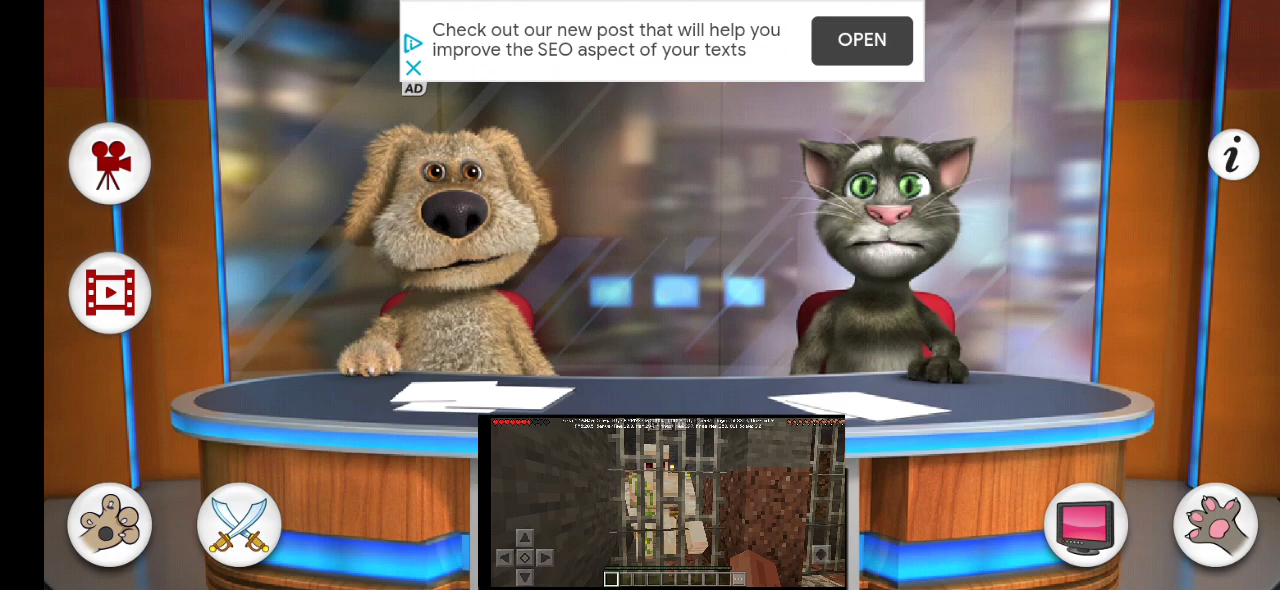 Check out our new post that will help you
improve the SEO aspect of your texts
OPEN
AD
i